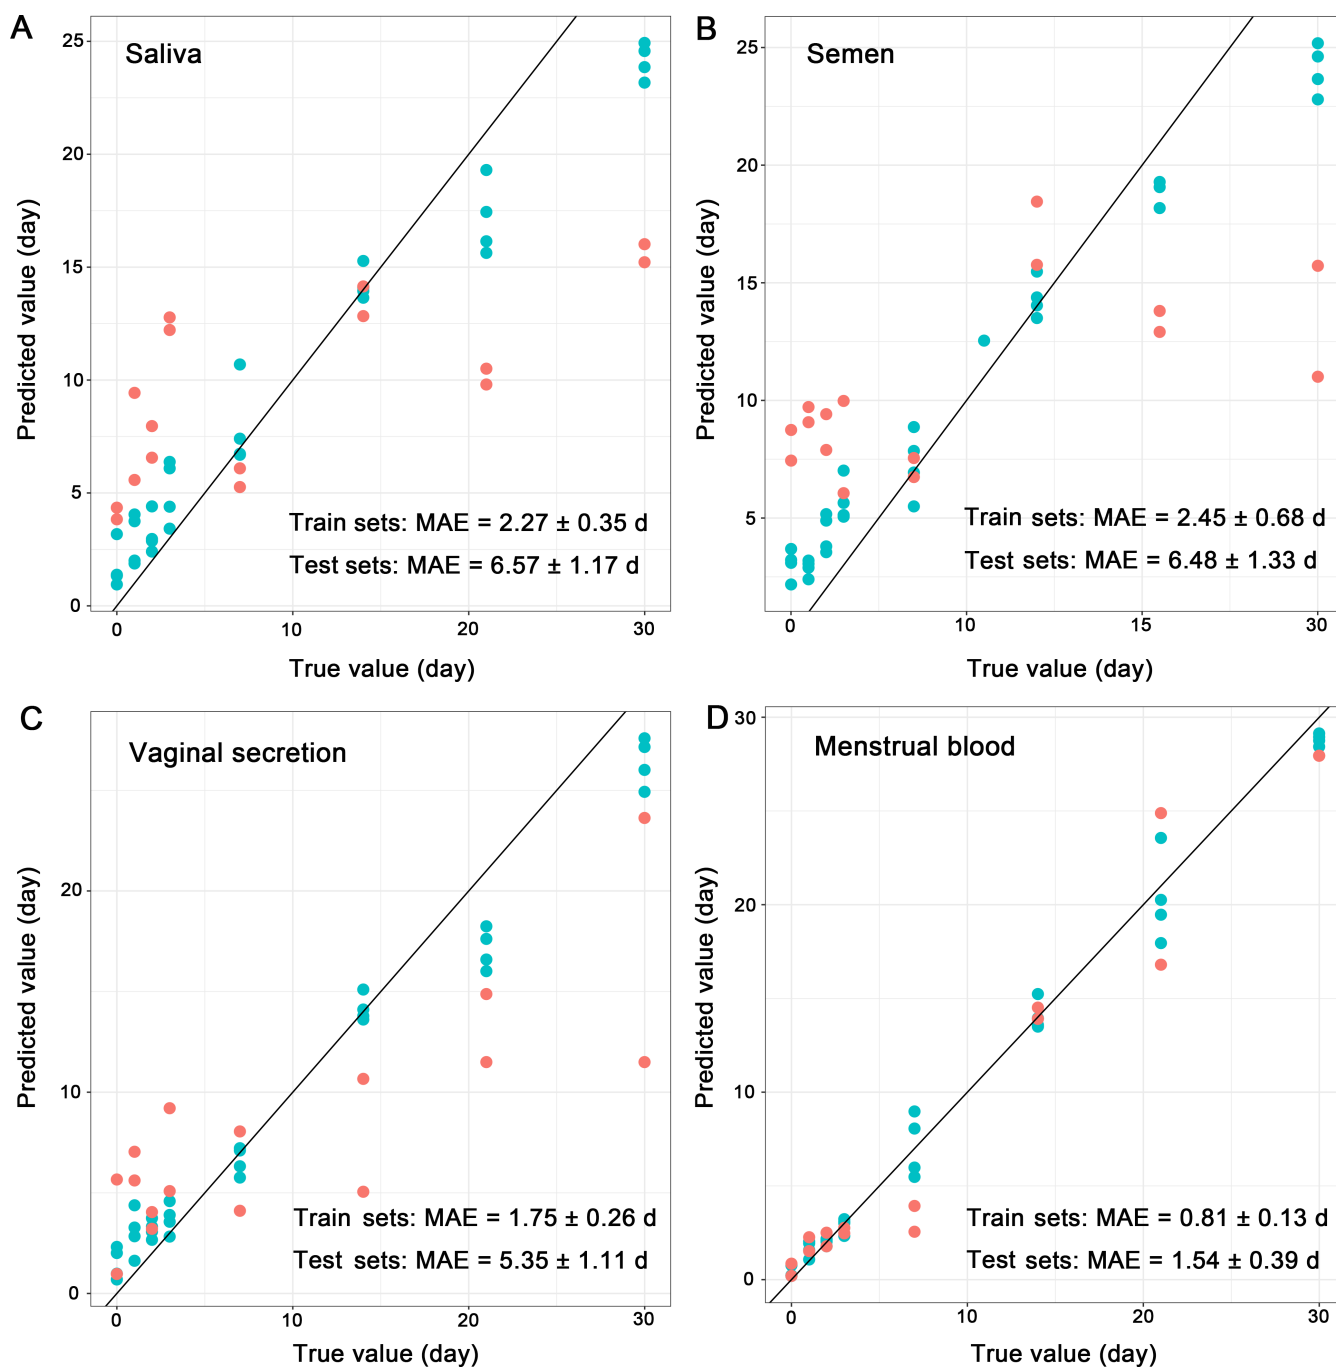 A
Saliva
Predicted value (day)
25
20
15
10
5
0
Train sets: MAE = 2.27 ± 0.35 d
Test sets: MAE = 6.57 ± 1.17 d
0 10 20 30
True value (day)
B
Semen
Predicted value (day)
25
20
15
10
5
Train sets: MAE = 2.45 ± 0.68 d
Test sets: MAE = 6.48 ± 1.33 d
0 10 15 30
True value (day)
C
Vaginal secretion
Predicted value (day)
20
10
0
Train sets: MAE = 1.75 ± 0.26 d
Test sets: MAE = 5.35 ± 1.11 d
0 10 20 30
True value (day)
D
Menstrual blood
Predicted value (day)
30
20
10
0
Train sets: MAE = 0.81 ± 0.13 d
Test sets: MAE = 1.54 ± 0.39 d
0 10 20 30
True value (day)